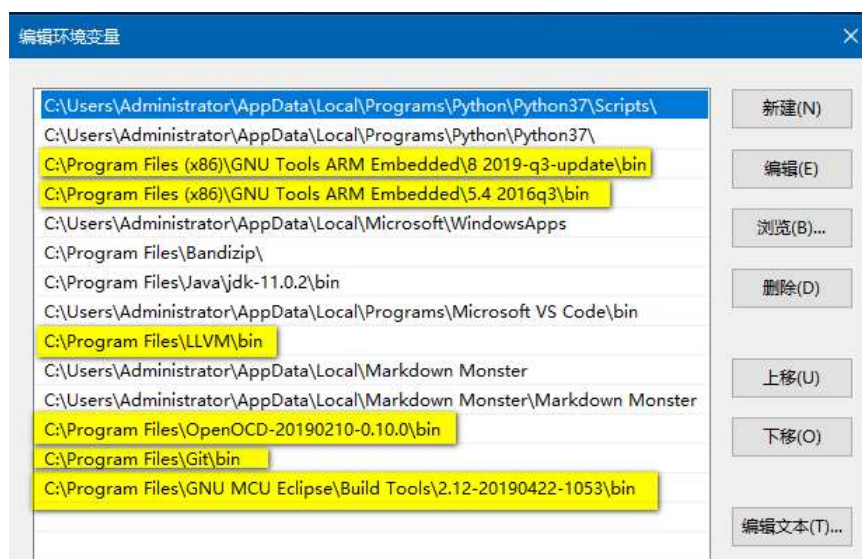 编辑环境变量
C:\Users\Administrator\AppData\Local\Programs\Python\Python37\Scripts\
新建(N)
C:\Users\Administrator\AppData\Local\Programs\Python\Python37\
C:\Program Files (x86)\GNU Tools ARM Embedded\8 2019-q3-update\bin
编辑(E)
C:\Program Files (x86)\GNU Tools ARM Embedded\5.4 2016q3\bin
C:\Users\Administrator\AppData\Local\Microsoft\WindowsApps
浏览(B)...
C:\Program Files\Bandizip\
C:\Program Files\Java\jdk-11.0.2\bin
删除(D)
C:\Users\Administrator\AppData\Local\Programs\Microsoft VS Code\bin
C:\Program Files\LLVM\bin
C:\Users\Administrator\AppData\Local\Markdown Monster
上移(U)
C:\Users\Administrator\AppData\Local\Markdown Monster\Markdown Monster
C:\Program Files\OpenOCD-20190210-0.10.0\bin
下移(O)
C:\Program Files\Git\bin
C:\Program Files\GNU MCU Eclipse\Build Tools\2.12-20190422-1053\bin
编辑文本(T)...